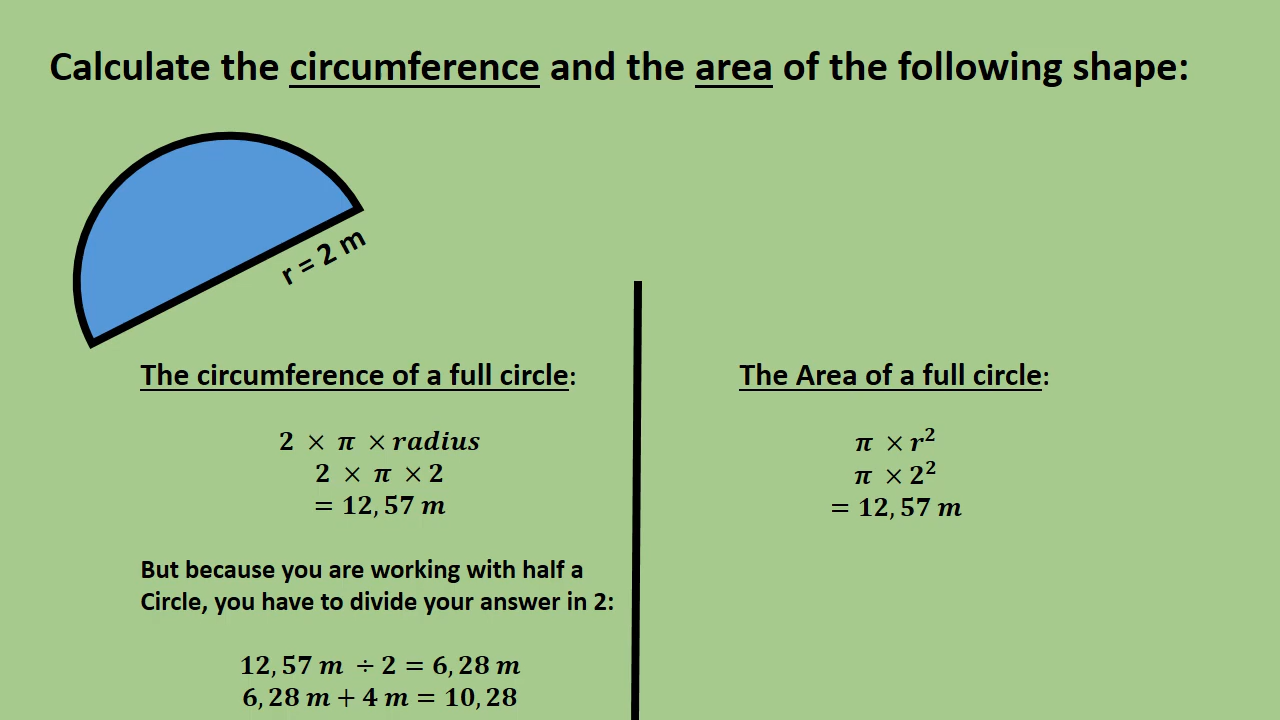 Calculate the circumference and the area of the following shape:
r = 2 m
The circumference of a full circle:
2 × π × radius
2 × π × 2
= 12, 57 m
But because you are working with half a
Circle, you have to divide your answer in 2:
12, 57 m ÷ 2 = 6, 28 m
6, 28 m + 4 m = 10, 28
The Area of a full circle:
π × r²
π × 2²
= 12, 57 m